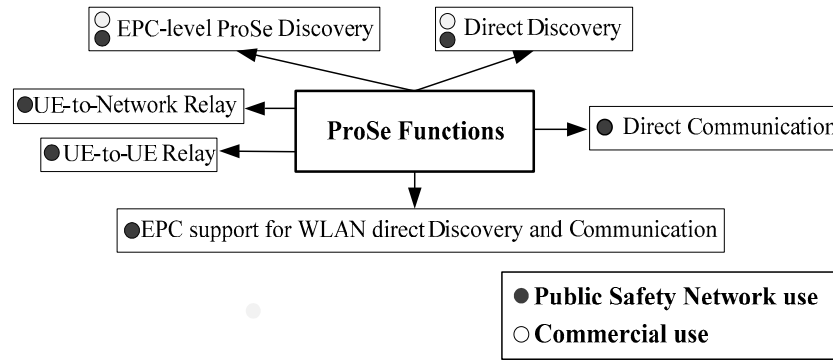 EPC-level ProSe Discovery
Direct Discovery
UE-to-Network Relay
ProSe Functions
Direct Communication
UE-to-UE Relay
EPC support for WLAN direct Discovery and Communication
Public Safety Network use
Commercial use